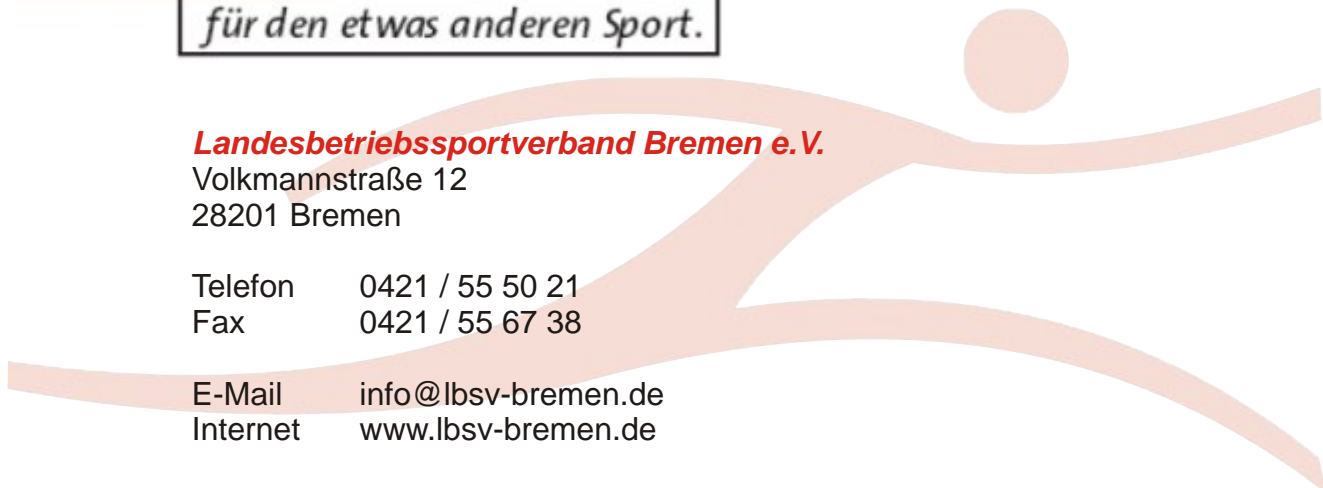 für den etwas anderen Sport.
Landesbetriebssportverband Bremen e.V.
Volkmannstraße 12
28201 Bremen
Telefon 0421 / 55 50 21
Fax 0421 / 55 67 38
E-Mail info@lbsv-bremen.de
Internet www.lbsv-bremen.de